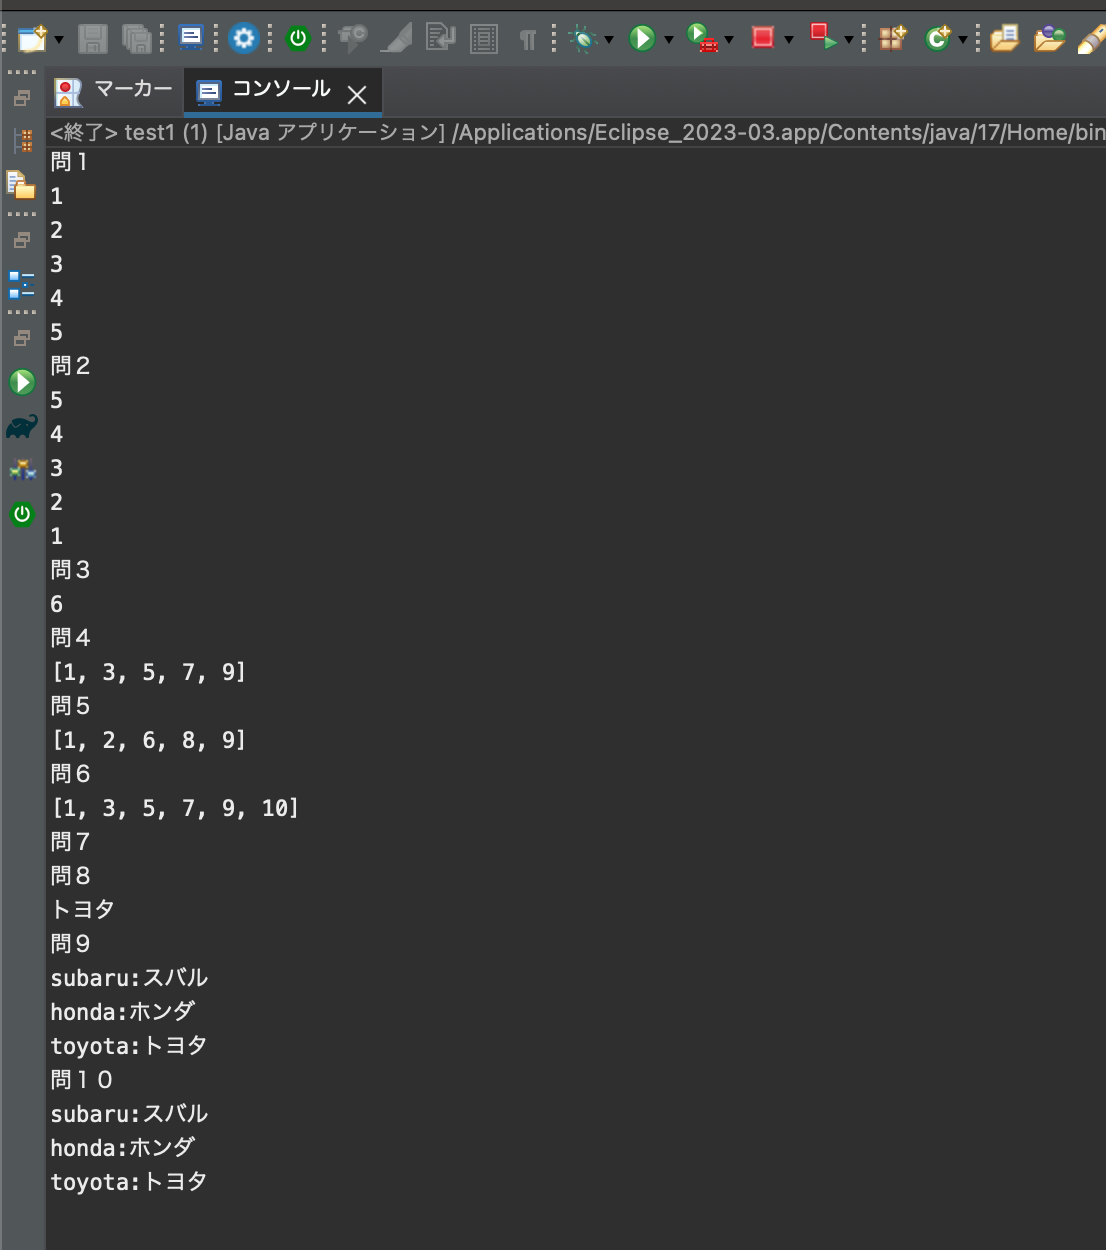 マーカー
コンソール
<終了> test1 (1) [Java アプリケーション] /Applications/Eclipse_2023-03.app/Contents/java/17/Home/bin
問１
1
2
3
4
5
問２
5
4
3
2
1
問３
6
問４
[1, 3, 5, 7, 9]
問５
[1, 2, 6, 8, 9]
問６
[1, 3, 5, 7, 9, 10]
問７
問８
トヨタ
問９
subaru:スバル
honda:ホンダ
toyota:トヨタ
問１０
subaru:スバル
honda:ホンダ
toyota:トヨタ